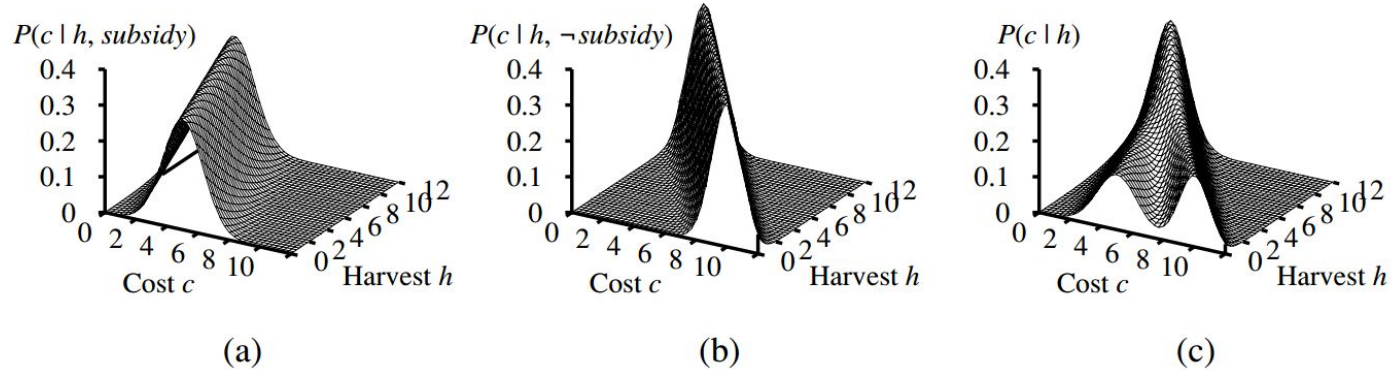 P(c | h, subsidy)
0.4
0.3
0.2
0.1
0
0 2 4 6 8 10
Cost c
0 2 4 6 8 10 12
Harvest h
(a)
P(c | h, ¬subsidy)
0.4
0.3
0.2
0.1
0
0 2 4 6 8 10
Cost c
0 2 4 6 8 10 12
Harvest h
(b)
P(c | h)
0.4
0.3
0.2
0.1
0
0 2 4 6 8 10
Cost c
0 2 4 6 8 10 12
Harvest h
(c)